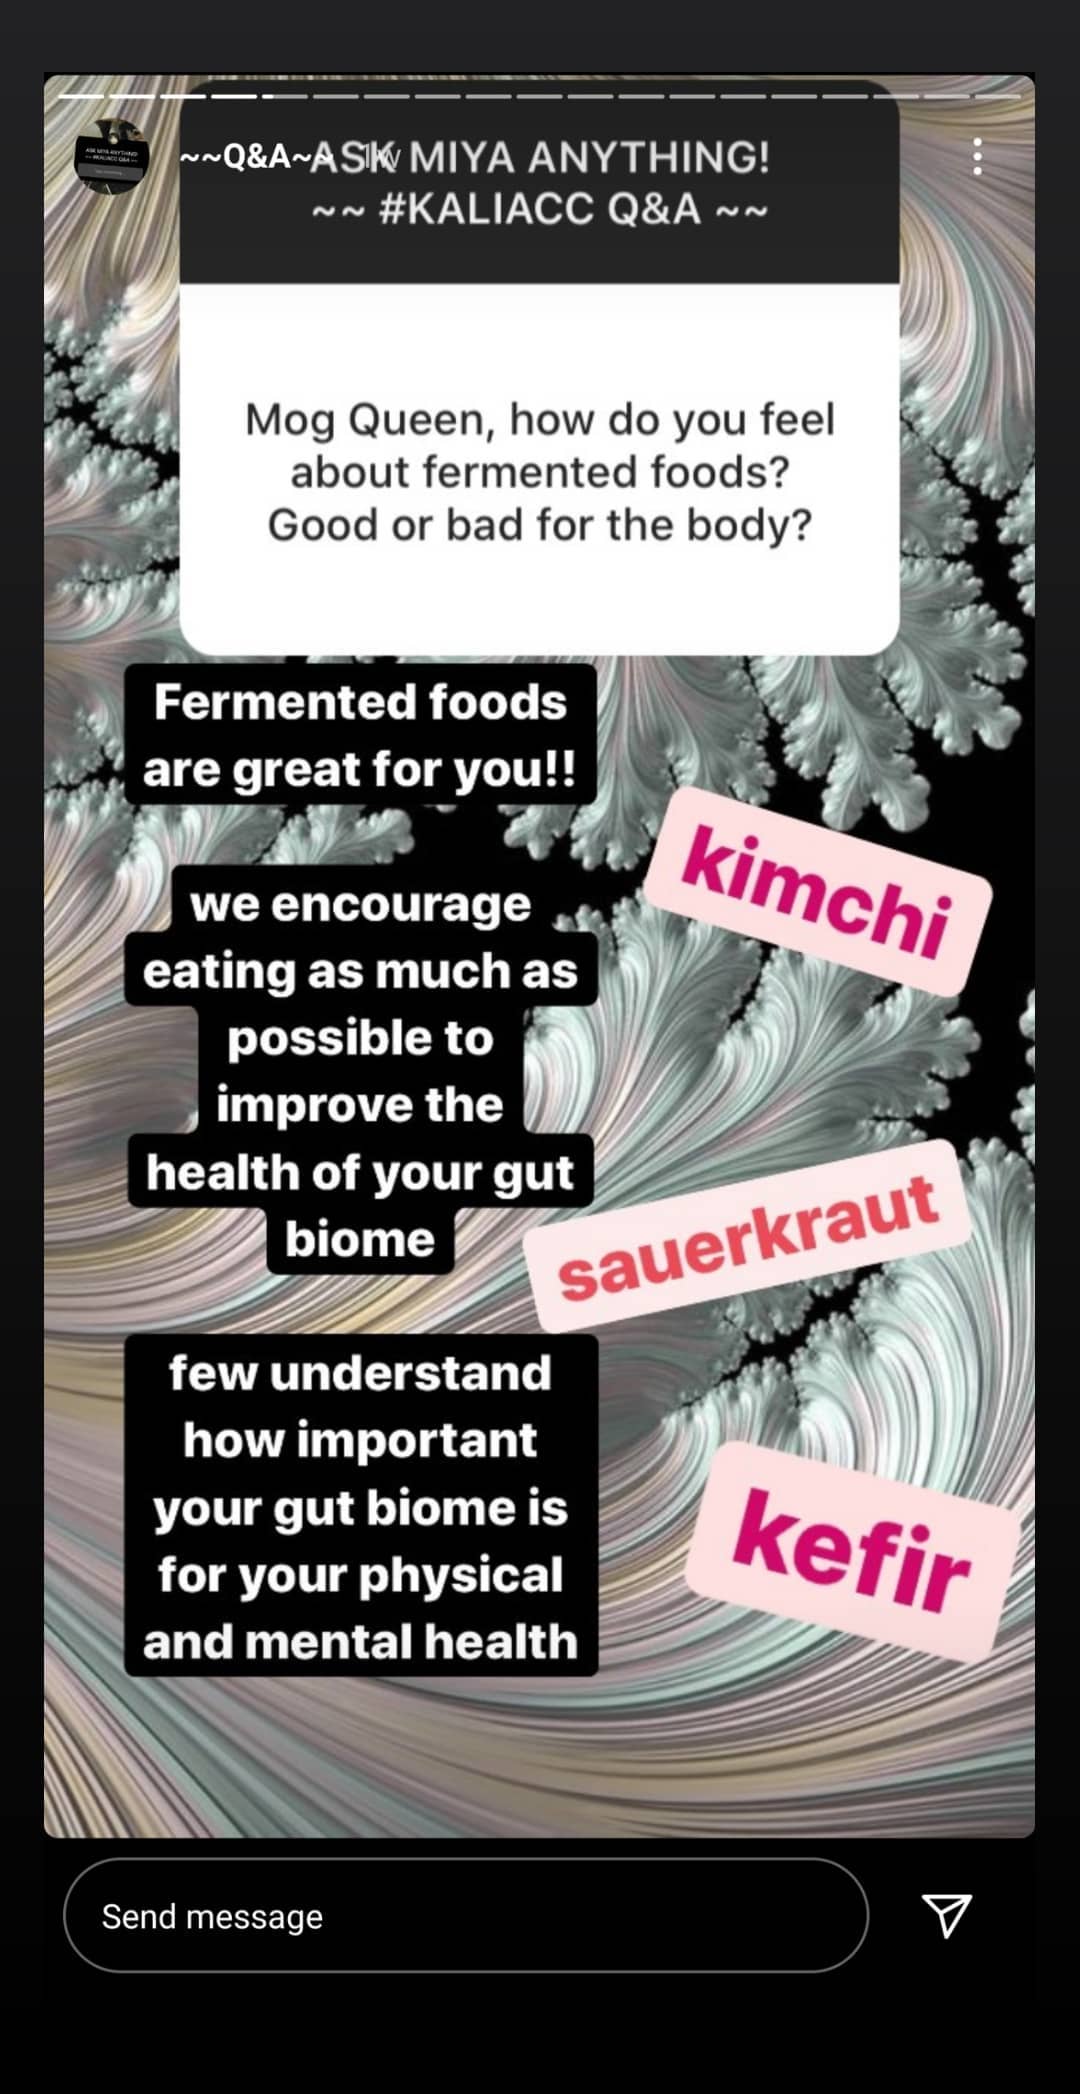 ~~Q&A~
ASK MIYA ANYTHING!
~~ #KALIACC Q&A ~~
Mog Queen, how do you feel
about fermented foods?
Good or bad for the body?
Fermented foods
are great for you!!
we encourage
eating as much as
possible to
improve the
health of your gut
biome
few understand
how important
your gut biome is
for your physical
and mental health
kimchi
sauerkraut
kefir
Send message